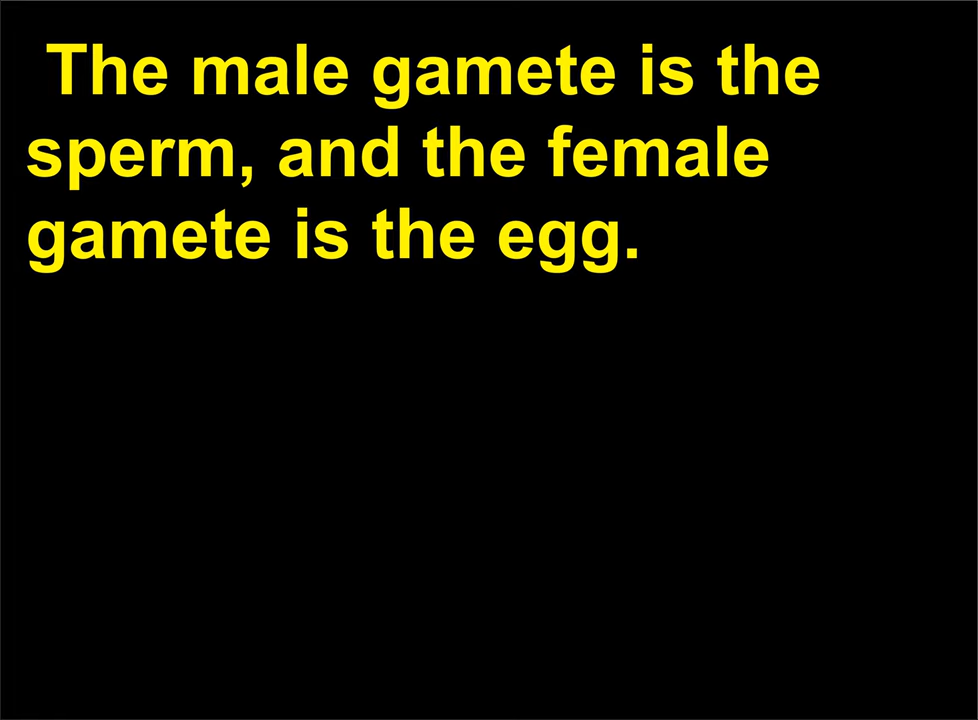 The male gamete is the
sperm, and the female
gamete is the egg.